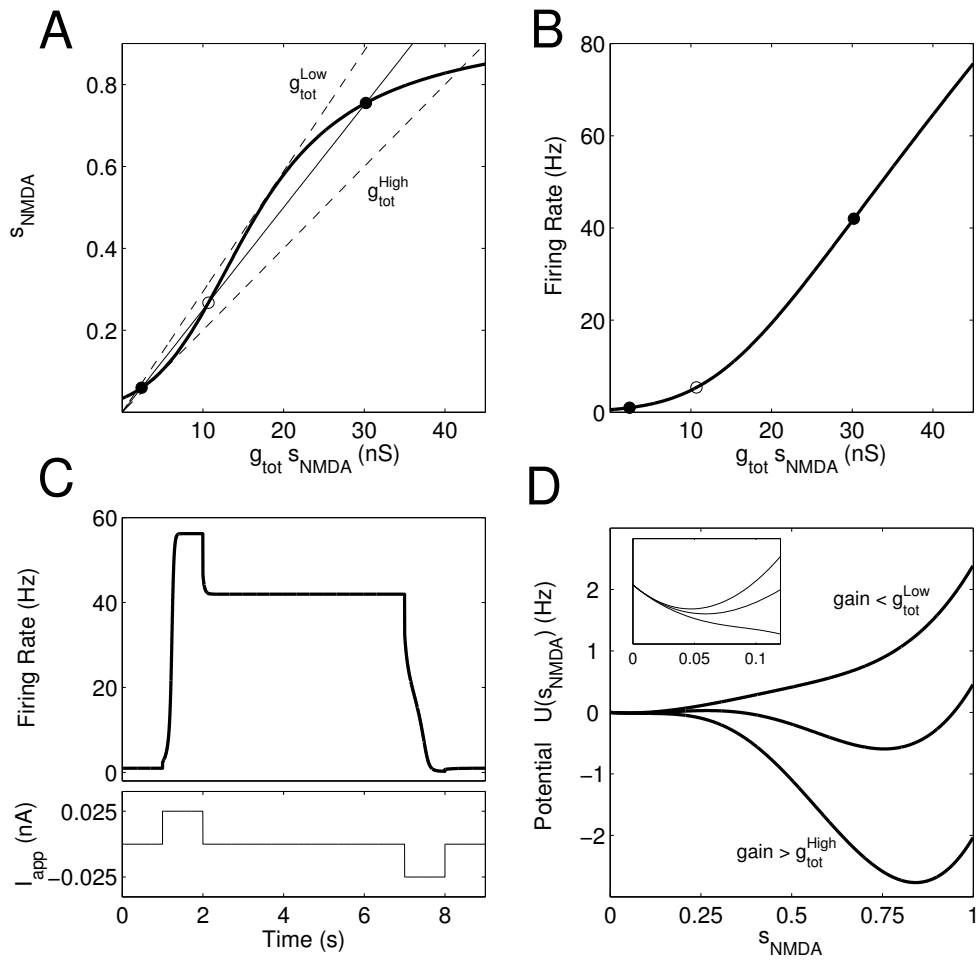 A
0.8
0.6
0.4
0.2
s_NMDA
g_tot^Low
g_tot^High
10 20 30 40
g_tot s_NMDA (nS)
B
80
60
40
20
0
Firing Rate (Hz)
0 10 20 30 40
g_tot s_NMDA (nS)
C
60
40
20
0
Firing Rate (Hz)
0.025
−0.025
I_app (nA)
0 2 4 6 8
Time (s)
D
2
1
0
−1
−2
Potential U(s_NMDA) (Hz)
0 0.05 0.1
gain < g_tot^Low
gain > g_tot^High
0 0.25 0.5 0.75 1
s_NMDA